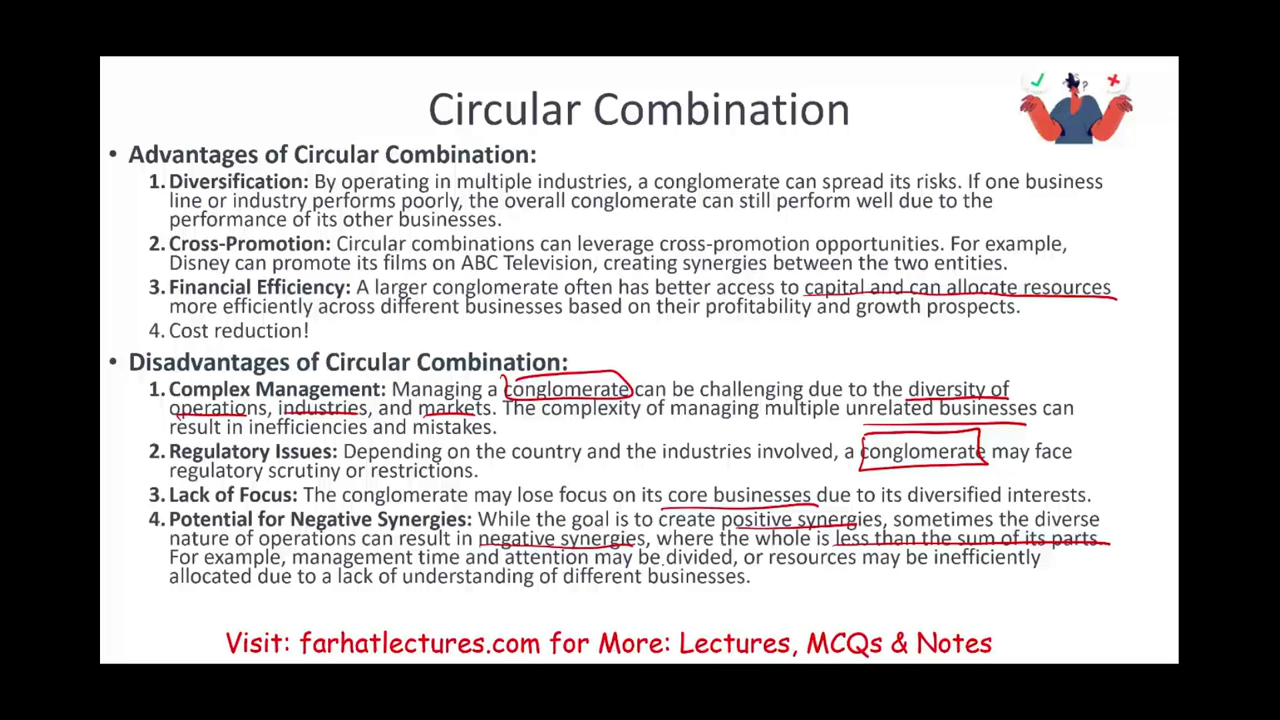 Circular Combination
• Advantages of Circular Combination:
1. Diversification: By operating in multiple industries, a conglomerate can spread its risks. If one business
line or industry performs poorly, the overall conglomerate can still perform well due to the
performance of its other businesses.
2. Cross-Promotion: Circular combinations can leverage cross-promotion opportunities. For example,
Disney can promote its films on ABC Television, creating synergies between the two entities.
3. Financial Efficiency: A larger conglomerate often has better access to capital and can allocate resources
more efficiently across different businesses based on their profitability and growth prospects.
4. Cost reduction!
• Disadvantages of Circular Combination:
1. Complex Management: Managing a conglomerate can be challenging due to the diversity of
operations, industries, and markets. The complexity of managing multiple unrelated businesses can
result in inefficiencies and mistakes.
2. Regulatory Issues: Depending on the country and the industries involved, a conglomerate may face
regulatory scrutiny or restrictions.
3. Lack of Focus: The conglomerate may lose focus on its core businesses due to its diversified interests.
4. Potential for Negative Synergies: While the goal is to create positive synergies, sometimes the diverse
nature of operations can result in negative synergies, where the whole is less than the sum of its parts.
For example, management time and attention may be divided, or resources may be inefficiently
allocated due to a lack of understanding of different businesses.
Visit: farhatlectures.com for More: Lectures, MCQs & Notes